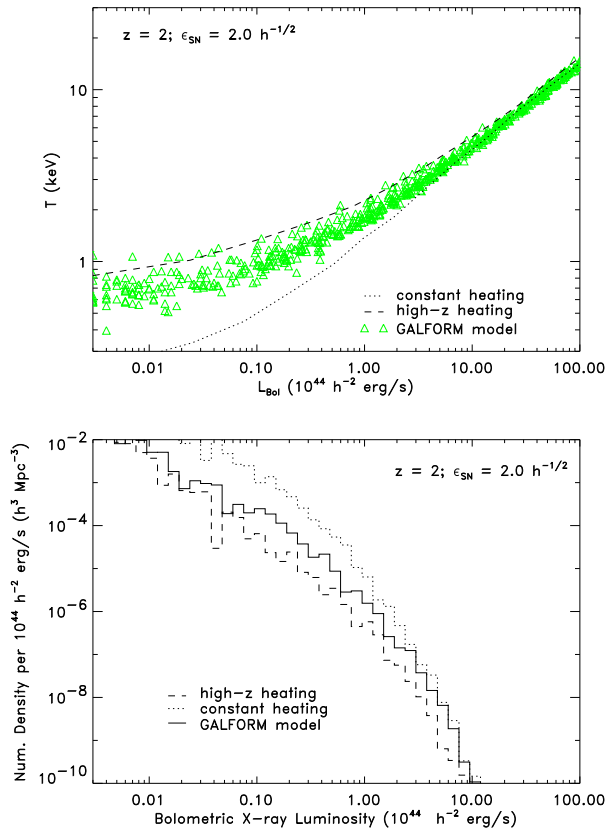 z = 2; ϵSN = 2.0 h^-1/2
10
1
T (keV)
constant heating
high-z heating
GALFORM model
0.01 0.10 1.00 10.00 100.00
LBol (10^44 h^-2 erg/s)
10^-2
z = 2; ϵSN = 2.0 h^-1/2
10^-4
10^-6
10^-8
10^-10
Num. Density per 10^44 h^-2 erg/s (h^3 Mpc^-3)
high-z heating
constant heating
GALFORM model
0.01 0.10 1.00 10.00 100.00
Bolometric X-ray Luminosity (10^44 h^-2 erg/s)